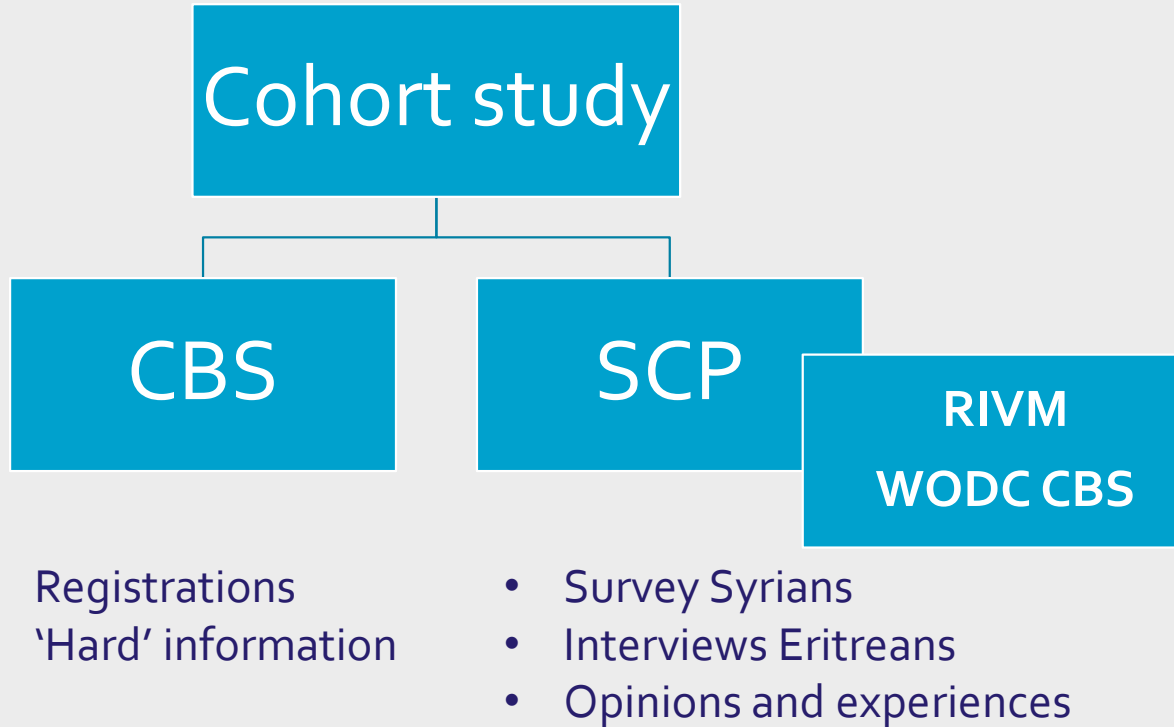 Cohort study
CBS
SCP
RIVM
WODC CBS
Registrations
‘Hard’ information
• Survey Syrians
• Interviews Eritreans
• Opinions and experiences